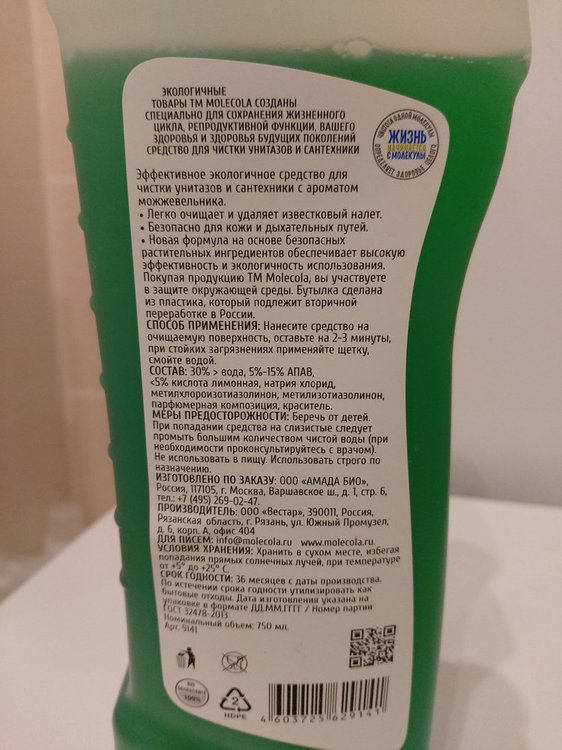 ЭКОЛОГИЧНЫЕ
ТОВАРЫ ТМ MOLECOLA СОЗДАНЫ
СПЕЦИАЛЬНО ДЛЯ СОХРАНЕНИЯ ЖИЗНЕННОГО
ЦИКЛА, РЕПРОДУКТИВНОЙ ФУНКЦИИ, ВАШЕГО
ЗДОРОВЬЯ И ЗДОРОВЬЯ БУДУЩИХ ПОКОЛЕНИЙ
СРЕДСТВО ДЛЯ ЧИСТКИ УНИТАЗОВ И САНТЕХНИКИ
ЧИСТОТА ОДНОЙ МОЛЕКУЛЫ
ЖИЗНЬ
НАЧИНАЕТСЯ
С МОЛЕКУЛЫ
ОПРЕДЕЛЯЕТ ЗДОРОВЬЕ ЦЕЛОГО
Эффективное экологичное средство для
чистки унитазов и сантехники с ароматом
можжевельника.
• Легко очищает и удаляет известковый налет.
• Безопасно для кожи и дыхательных путей.
• Новая формула на основе безопасных
растительных ингредиентов обеспечивает высокую
эффективность и экологичность использования.
Покупая продукцию ТМ Molecola, вы участвуете
в защите окружающей среды. Бутылка сделана
из пластика, который подлежит вторичной
переработке в России.
СПОСОБ ПРИМЕНЕНИЯ: Нанесите средство на
очищаемую поверхность, оставьте на 2-3 минуты,
при стойких загрязнениях применяйте щетку,
смойте водой.
СОСТАВ: 30% > вода, 5%-15% АПАВ,
<5% кислота лимонная, натрия хлорид,
метилхлороизотиазолинон, метилизотиазолинон,
парфюмерная композиция, краситель.
МЕРЫ ПРЕДОСТОРОЖНОСТИ: Беречь от детей.
При попадании средства на слизистые следует
промыть большим количеством чистой воды (при
необходимости проконсультируйтесь с врачом).
Не использовать в пищу. Использовать строго по
назначению.
ИЗГОТОВЛЕНО ПО ЗАКАЗУ: ООО «АМАДА БИО»,
Россия, 117105, г. Москва, Варшавское ш., д. 1, стр. 6,
тел.: +7 (495) 269-02-47.
ПРОИЗВОДИТЕЛЬ: ООО «Вестар», 390011, Россия,
Рязанская область, г. Рязань, ул. Южный Промузел,
д. 6, корп. А, офис 404
ДЛЯ ПИСЕМ: info@molecola.ru www.molecola.ru.
УСЛОВИЯ ХРАНЕНИЯ: Хранить в сухом месте, избегая
попадания прямых солнечных лучей, при температуре
от +5° до +25° С.
СРОК ГОДНОСТИ: 36 месяцев с даты производства.
По истечении срока годности утилизировать как
бытовые отходы. Дата изготовления указана на
упаковке в формате ДД.ММ.ГГГГ / Номер партии
ГОСТ 32478-2013
Номинальный объем: 750 мл.
Арт. 9141
BIO
DEGRADABLE
100%
2
HDPE
4 603725 629141